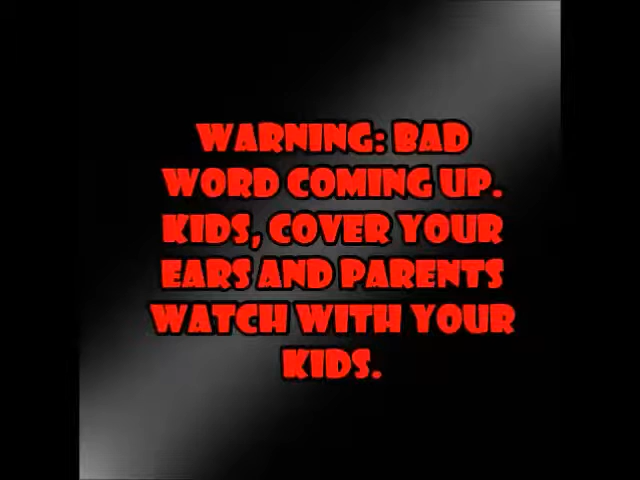 WARNING: BAD
WORD COMING UP.
KIDS, COVER YOUR
EARS AND PARENTS
WATCH WITH YOUR
KIDS.